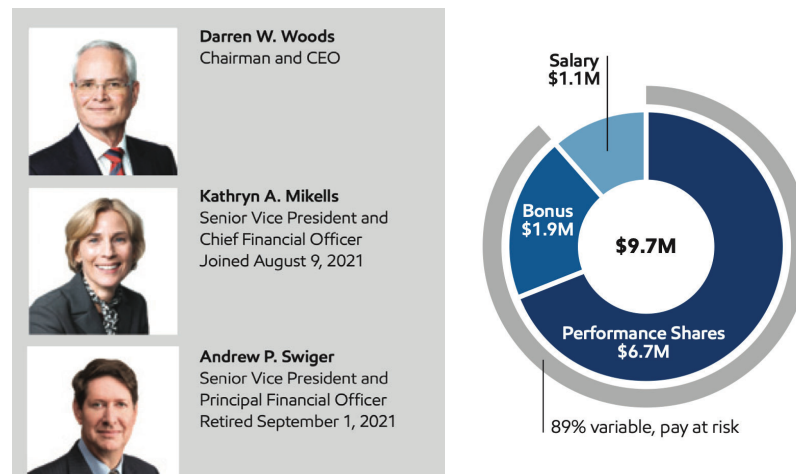 Darren W. Woods
Chairman and CEO
Kathryn A. Mikells
Senior Vice President and
Chief Financial Officer
Joined August 9, 2021
Andrew P. Swiger
Senior Vice President and
Principal Financial Officer
Retired September 1, 2021
Salary
$1.1M
Bonus
$1.9M
$9.7M
Performance Shares
$6.7M
89% variable, pay at risk